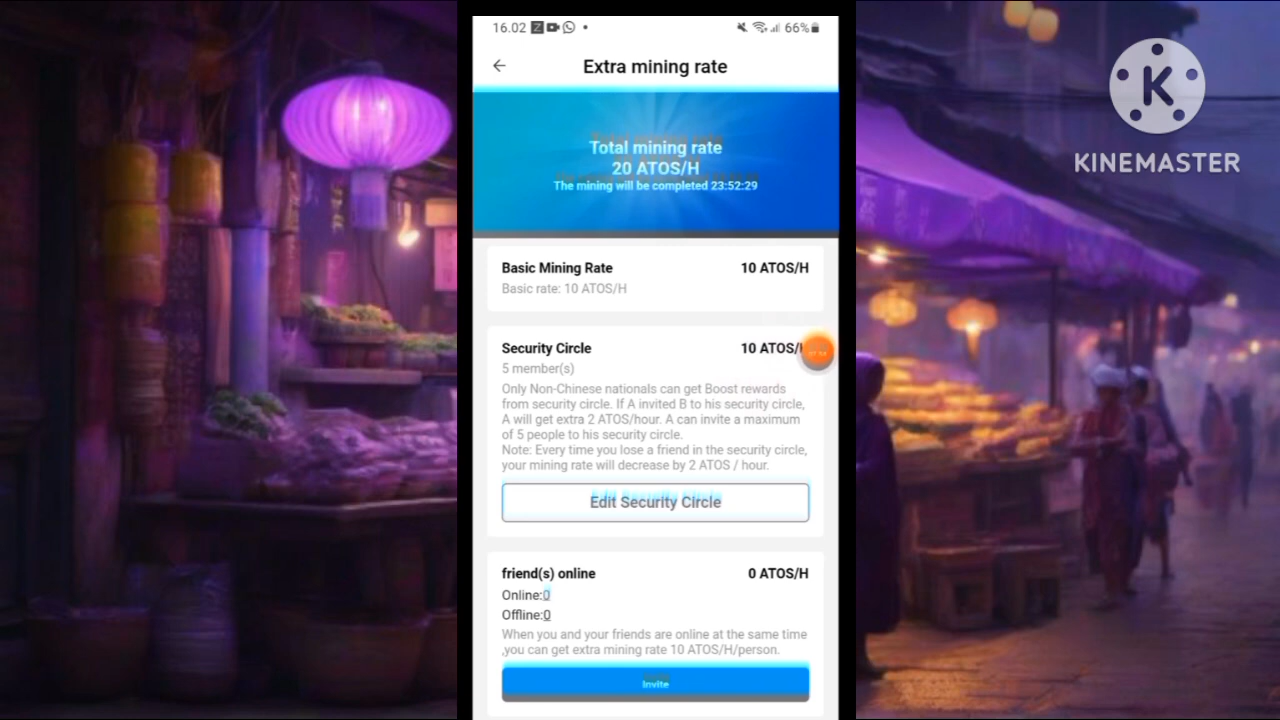 16.02
66%
Extra mining rate
Total mining rate
20 ATOS/H
The mining will be completed 23:52:29
Basic Mining Rate 10 ATOS/H
Basic rate: 10 ATOS/H
Security Circle 10 ATOS/
5 member(s)
Only Non-Chinese nationals can get Boost rewards
from security circle. If A invited B to his security circle,
A will get extra 2 ATOS/hour. A can invite a maximum
of 5 people to his security circle.
Note: Every time you lose a friend in the security circle,
your mining rate will decrease by 2 ATOS / hour.
Edit Security Circle
friend(s) online 0 ATOS/H
Online:0
Offline:0
When you and your friends are online at the same time
,you can get extra mining rate 10 ATOS/H/person.
Invite
K
KINEMASTER